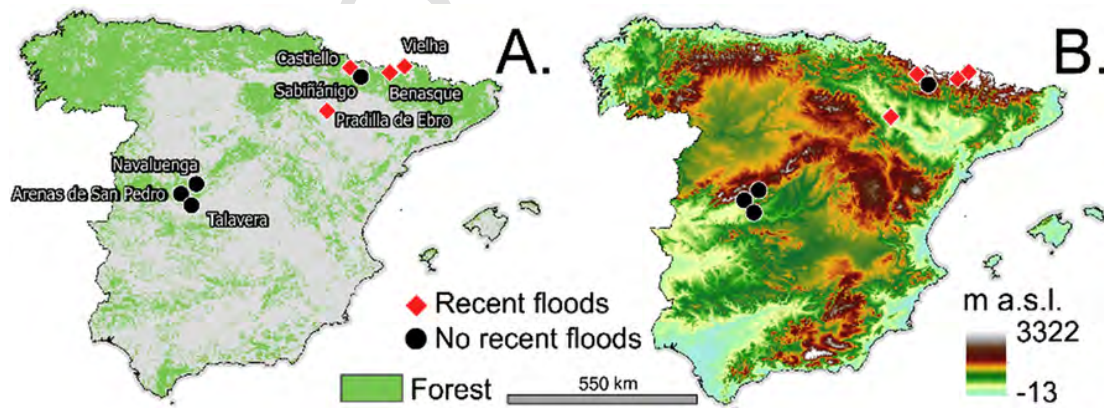 A.
B.
Vielha
Castiello
Sabiñánigo
Benasque
Pradilla de Ebro
Navaluenga
Arenas de San Pedro
Talavera
Recent floods
No recent floods
Forest
550 km
m a.s.l.
3322
-13